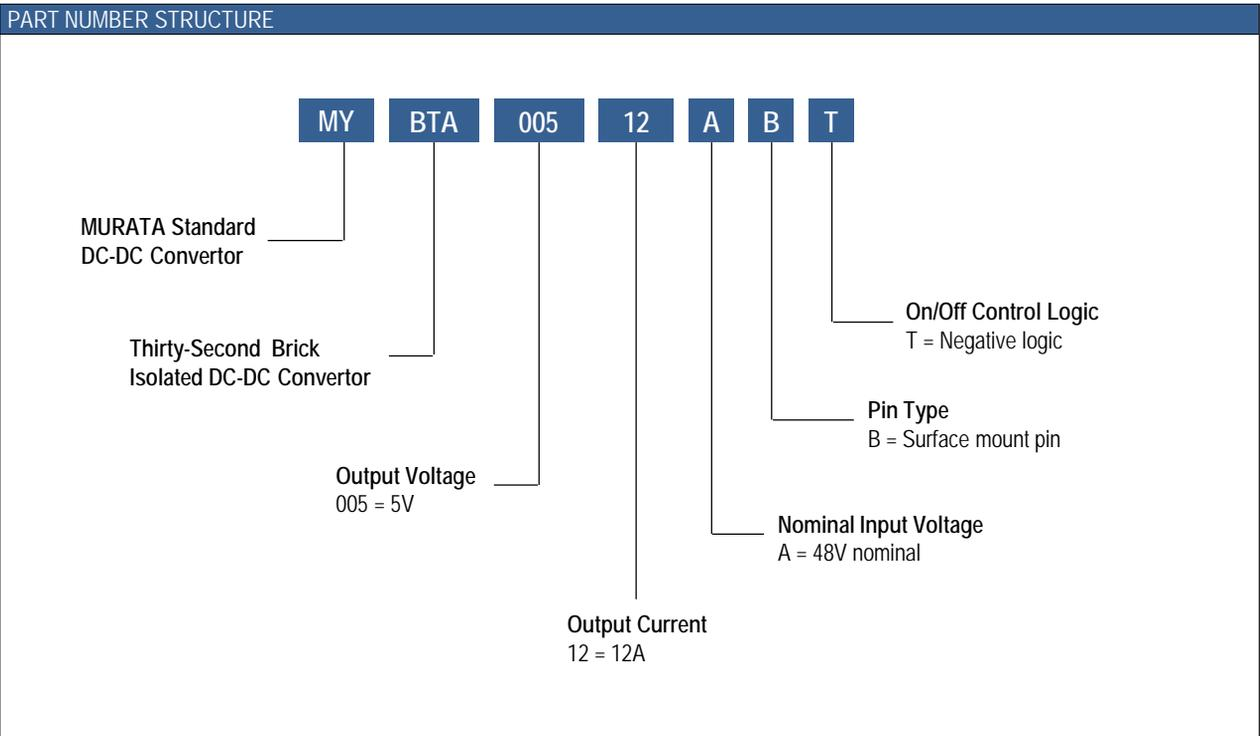 PART NUMBER STRUCTURE
MY BTA 005 12 A B T
MURATA Standard
DC-DC Convertor
On/Off Control Logic
T = Negative logic
Thirty-Second Brick
Isolated DC-DC Convertor
Pin Type
B = Surface mount pin
Output Voltage
005 = 5V
Nominal Input Voltage
A = 48V nominal
Output Current
12 = 12A